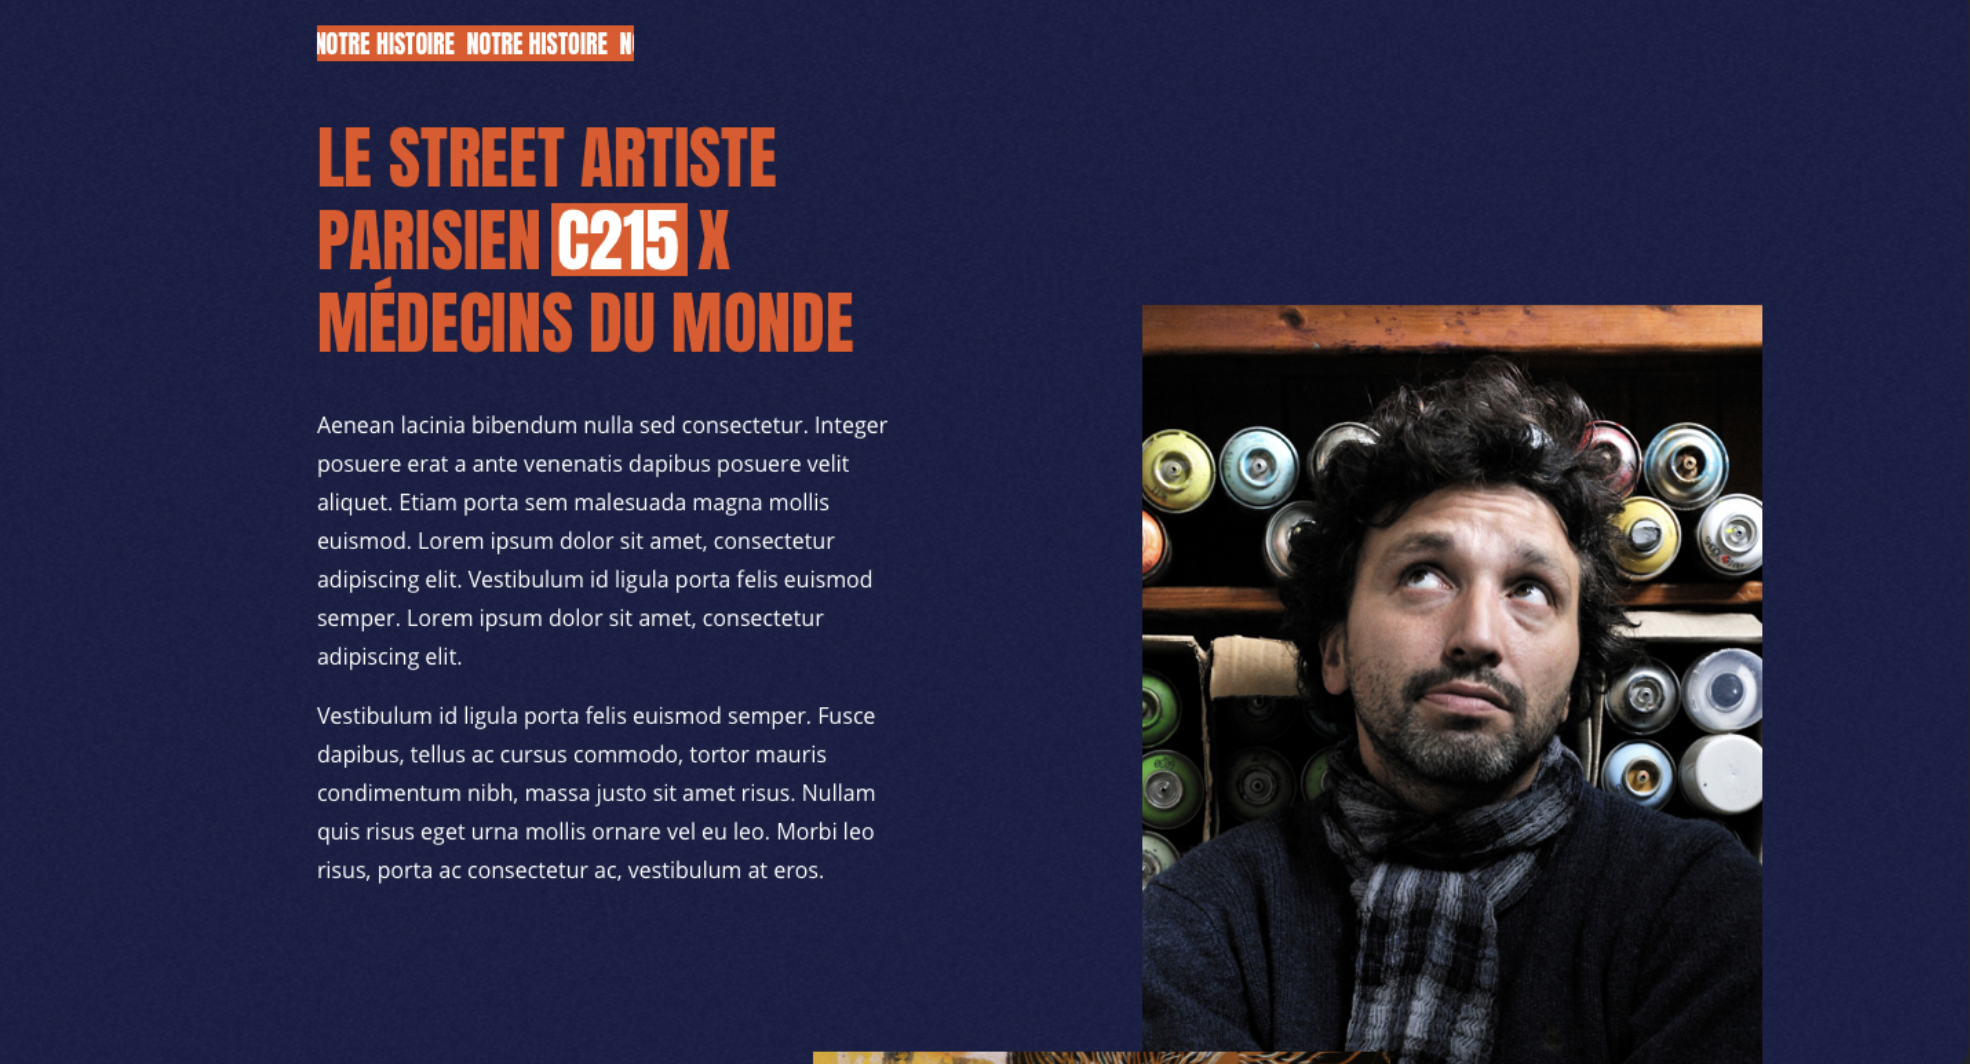 NOTRE HISTOIRE NOTRE HISTOIRE N
LE STREET ARTISTE
PARISIEN C215 X
MÉDECINS DU MONDE
Aenean lacinia bibendum nulla sed consectetur. Integer
posuere erat a ante venenatis dapibus posuere velit
aliquet. Etiam porta sem malesuada magna mollis
euismod. Lorem ipsum dolor sit amet, consectetur
adipiscing elit. Vestibulum id ligula porta felis euismod
semper. Lorem ipsum dolor sit amet, consectetur
adipiscing elit.
Vestibulum id ligula porta felis euismod semper. Fusce
dapibus, tellus ac cursus commodo, tortor mauris
condimentum nibh, massa justo sit amet risus. Nullam
quis risus eget urna mollis ornare vel eu leo. Morbi leo
risus, porta ac consectetur ac, vestibulum at eros.